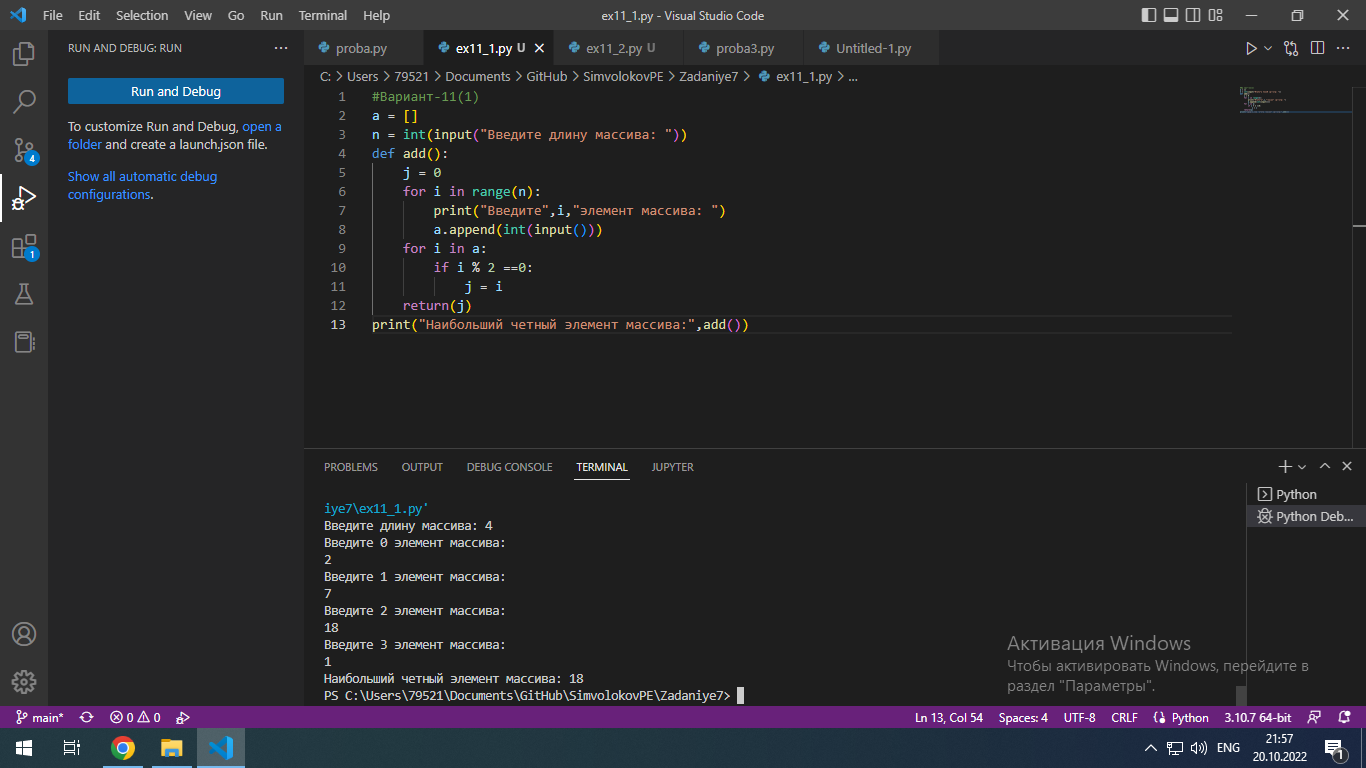 File Edit Selection View Go Run Terminal Help
ex11_1.py - Visual Studio Code
RUN AND DEBUG: RUN
Run and Debug
To customize Run and Debug, open a
folder and create a launch.json file.
Show all automatic debug
configurations.
4
1
proba.py
ex11_1.py U
ex11_2.py U
proba3.py
Untitled-1.py
C: > Users > 79521 > Documents > GitHub > SimvolokovPE > Zadaniye7 > ex11_1.py > ...
1 #Вариант-11(1)
2 a = []
3 n = int(input("Введите длину массива: "))
4 def add():
5     j = 0
6     for i in range(n):
7         print("Введите",i,"элемент массива: ")
8         a.append(int(input()))
9     for i in a:
10         if i % 2 ==0:
11             j = i
12     return(j)
13 print("Наибольший четный элемент массива:",add())
PROBLEMS OUTPUT DEBUG CONSOLE TERMINAL JUPYTER
Python
Python Deb...
iye7\ex11_1.py'
Введите длину массива: 4
Введите 0 элемент массива:
2
Введите 1 элемент массива:
7
Введите 2 элемент массива:
18
Введите 3 элемент массива:
1
Наибольший четный элемент массива: 18
PS C:\Users\79521\Documents\GitHub\SimvolokovPE\Zadaniye7>
Активация Windows
Чтобы активировать Windows, перейдите в
раздел "Параметры".
main* 0 0
Ln 13, Col 54 Spaces: 4 UTF-8 CRLF Python 3.10.7 64-bit
ENG
21:57
20.10.2022
1